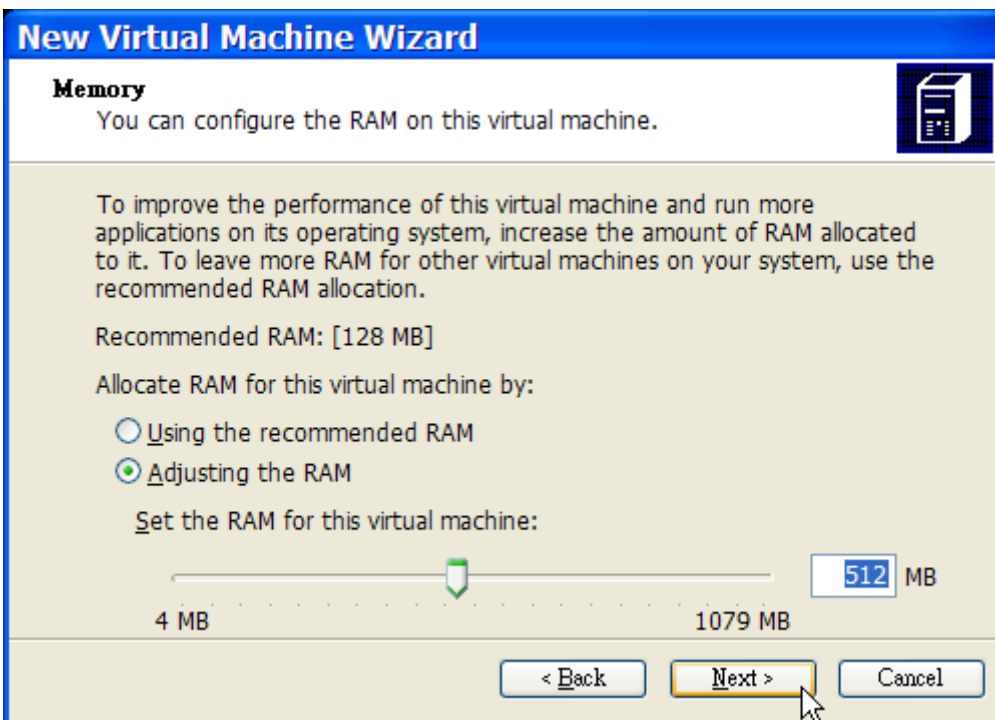 New Virtual Machine Wizard
Memory
You can configure the RAM on this virtual machine.
To improve the performance of this virtual machine and run more
applications on its operating system, increase the amount of RAM allocated
to it. To leave more RAM for other virtual machines on your system, use the
recommended RAM allocation.
Recommended RAM: [128 MB]
Allocate RAM for this virtual machine by:
Using the recommended RAM
Adjusting the RAM
Set the RAM for this virtual machine:
512 MB
4 MB 1079 MB
< Back Next > Cancel